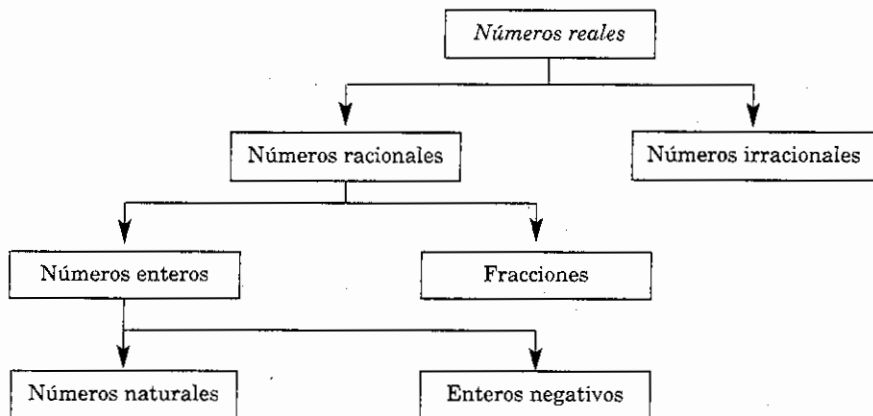 Números reales
Números racionales
Números irracionales
Números enteros
Fracciones
Números naturales
Enteros negativos